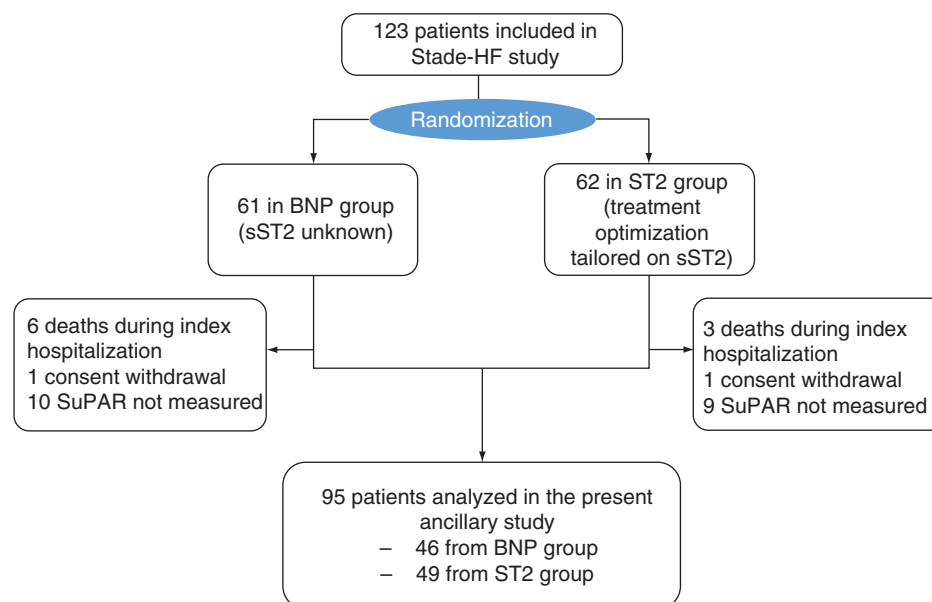 123 patients included in
Stade-HF study
Randomization
61 in BNP group
(sST2 unknown)
62 in ST2 group
(treatment
optimization
tailored on sST2)
6 deaths during index
hospitalization
1 consent withdrawal
10 SuPAR not measured
3 deaths during index
hospitalization
1 consent withdrawal
9 SuPAR not measured
95 patients analyzed in the present
ancillary study
– 46 from BNP group
– 49 from ST2 group